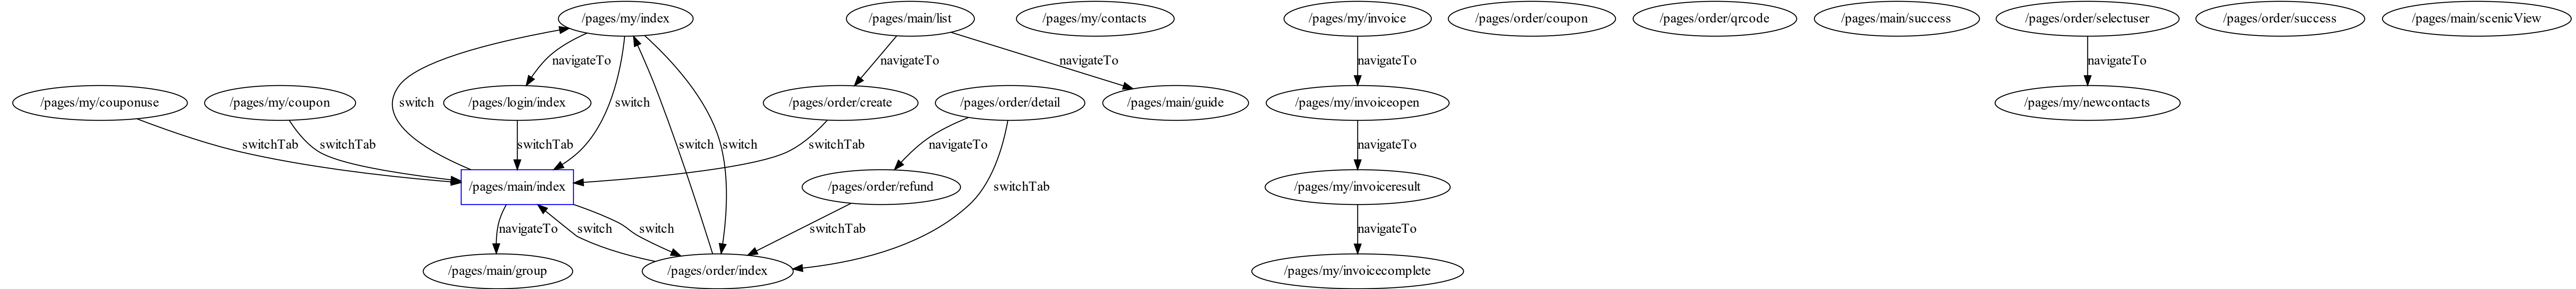 /pages/my/index
/pages/main/list
/pages/my/contacts
/pages/my/invoice
/pages/order/coupon
/pages/order/qrcode
/pages/main/success
/pages/order/selectuser
/pages/order/success
/pages/main/scenicView
navigateTo
navigateTo
navigateTo
navigateTo
navigateTo
/pages/my/couponuse
/pages/my/coupon
switch
/pages/login/index
switch
/pages/order/create
/pages/order/detail
/pages/main/guide
/pages/my/invoiceopen
/pages/my/newcontacts
switchTab
switchTab
switchTab
switch
switch
switchTab
navigateTo
navigateTo
/pages/main/index
/pages/order/refund
switchTab
/pages/my/invoiceresult
navigateTo
switch
switch
switchTab
navigateTo
/pages/main/group
/pages/order/index
/pages/my/invoicecomplete